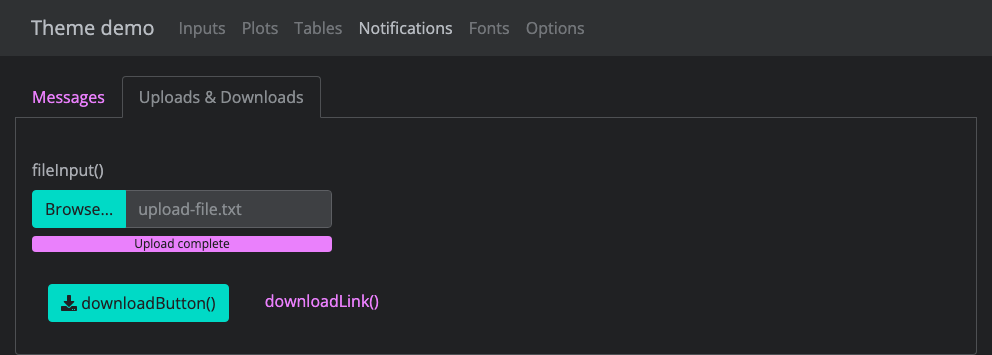 Theme demo Inputs Plots Tables Notifications Fonts Options
Messages Uploads & Downloads
fileInput()
Browse... upload-file.txt
Upload complete
downloadButton() downloadLink()